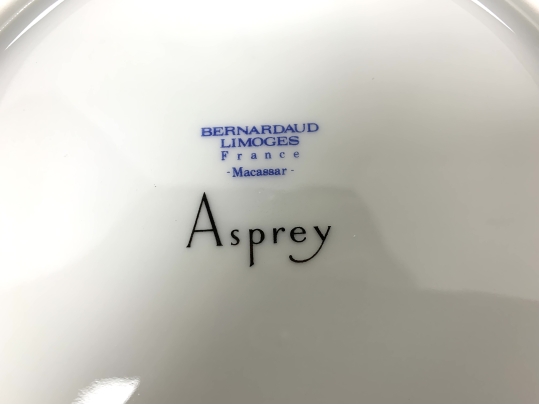 BERNARDAUD
LIMOGES
France
- Macassar -
Asprey